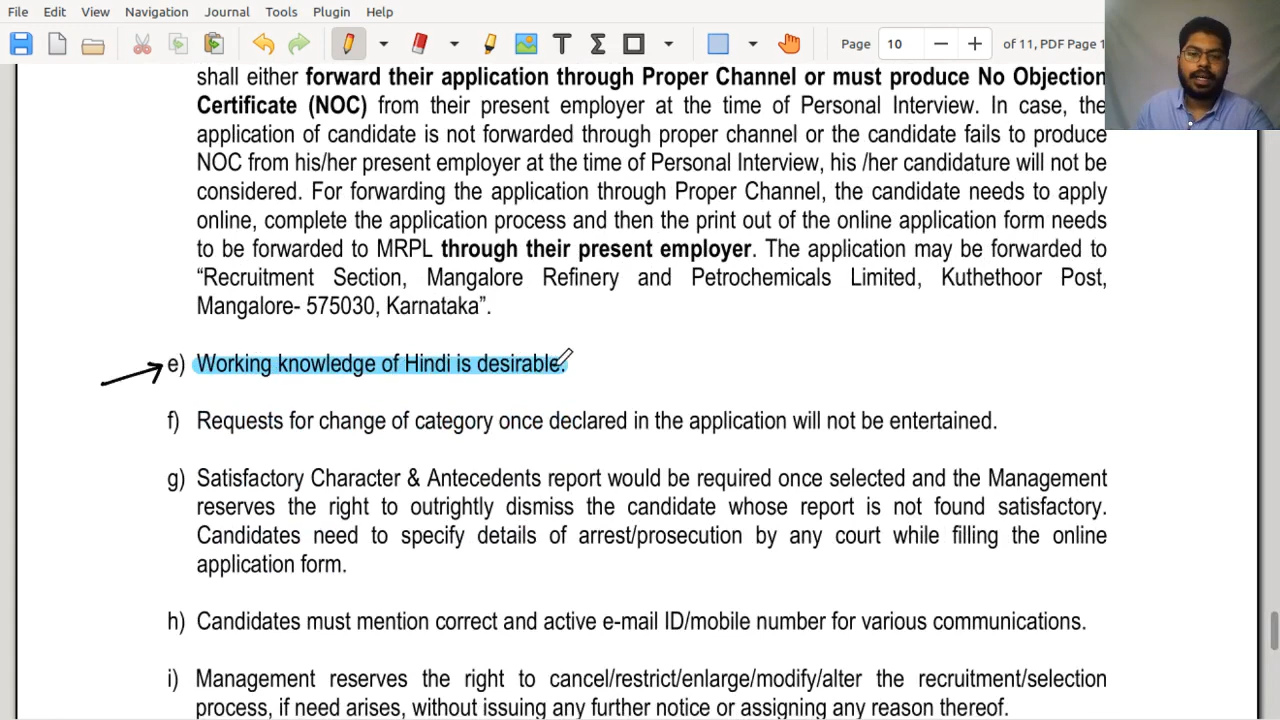 File Edit View Navigation Journal Tools Plugin Help
Page 10 of 11, PDF Page 1
shall either forward their application through Proper Channel or must produce No Objection
Certificate (NOC) from their present employer at the time of Personal Interview. In case, the
application of candidate is not forwarded through proper channel or the candidate fails to produce
NOC from his/her present employer at the time of Personal Interview, his /her candidature will not be
considered. For forwarding the application through Proper Channel, the candidate needs to apply
online, complete the application process and then the print out of the online application form needs
to be forwarded to MRPL through their present employer. The application may be forwarded to
“Recruitment Section, Mangalore Refinery and Petrochemicals Limited, Kuthethoor Post,
Mangalore- 575030, Karnataka”.
e) Working knowledge of Hindi is desirable.
f) Requests for change of category once declared in the application will not be entertained.
g) Satisfactory Character & Antecedents report would be required once selected and the Management
reserves the right to outrightly dismiss the candidate whose report is not found satisfactory.
Candidates need to specify details of arrest/prosecution by any court while filling the online
application form.
h) Candidates must mention correct and active e-mail ID/mobile number for various communications.
i) Management reserves the right to cancel/restrict/enlarge/modify/alter the recruitment/selection
process, if need arises, without issuing any further notice or assigning any reason thereof.